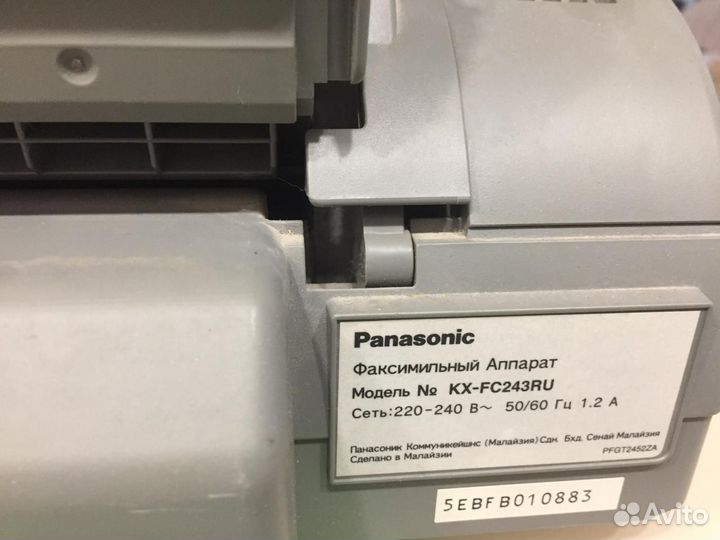 Panasonic
Факсимильный Аппарат
Модель № KX-FC243RU
Сеть:220-240 В~ 50/60 Гц 1.2 А
Панасоник Коммуникейшнс (Малайзия) Сдн. Бхд. Сенай Малайзия
Сделано в Малайзии PFGT2452ZA
5EBFB010883
Avito